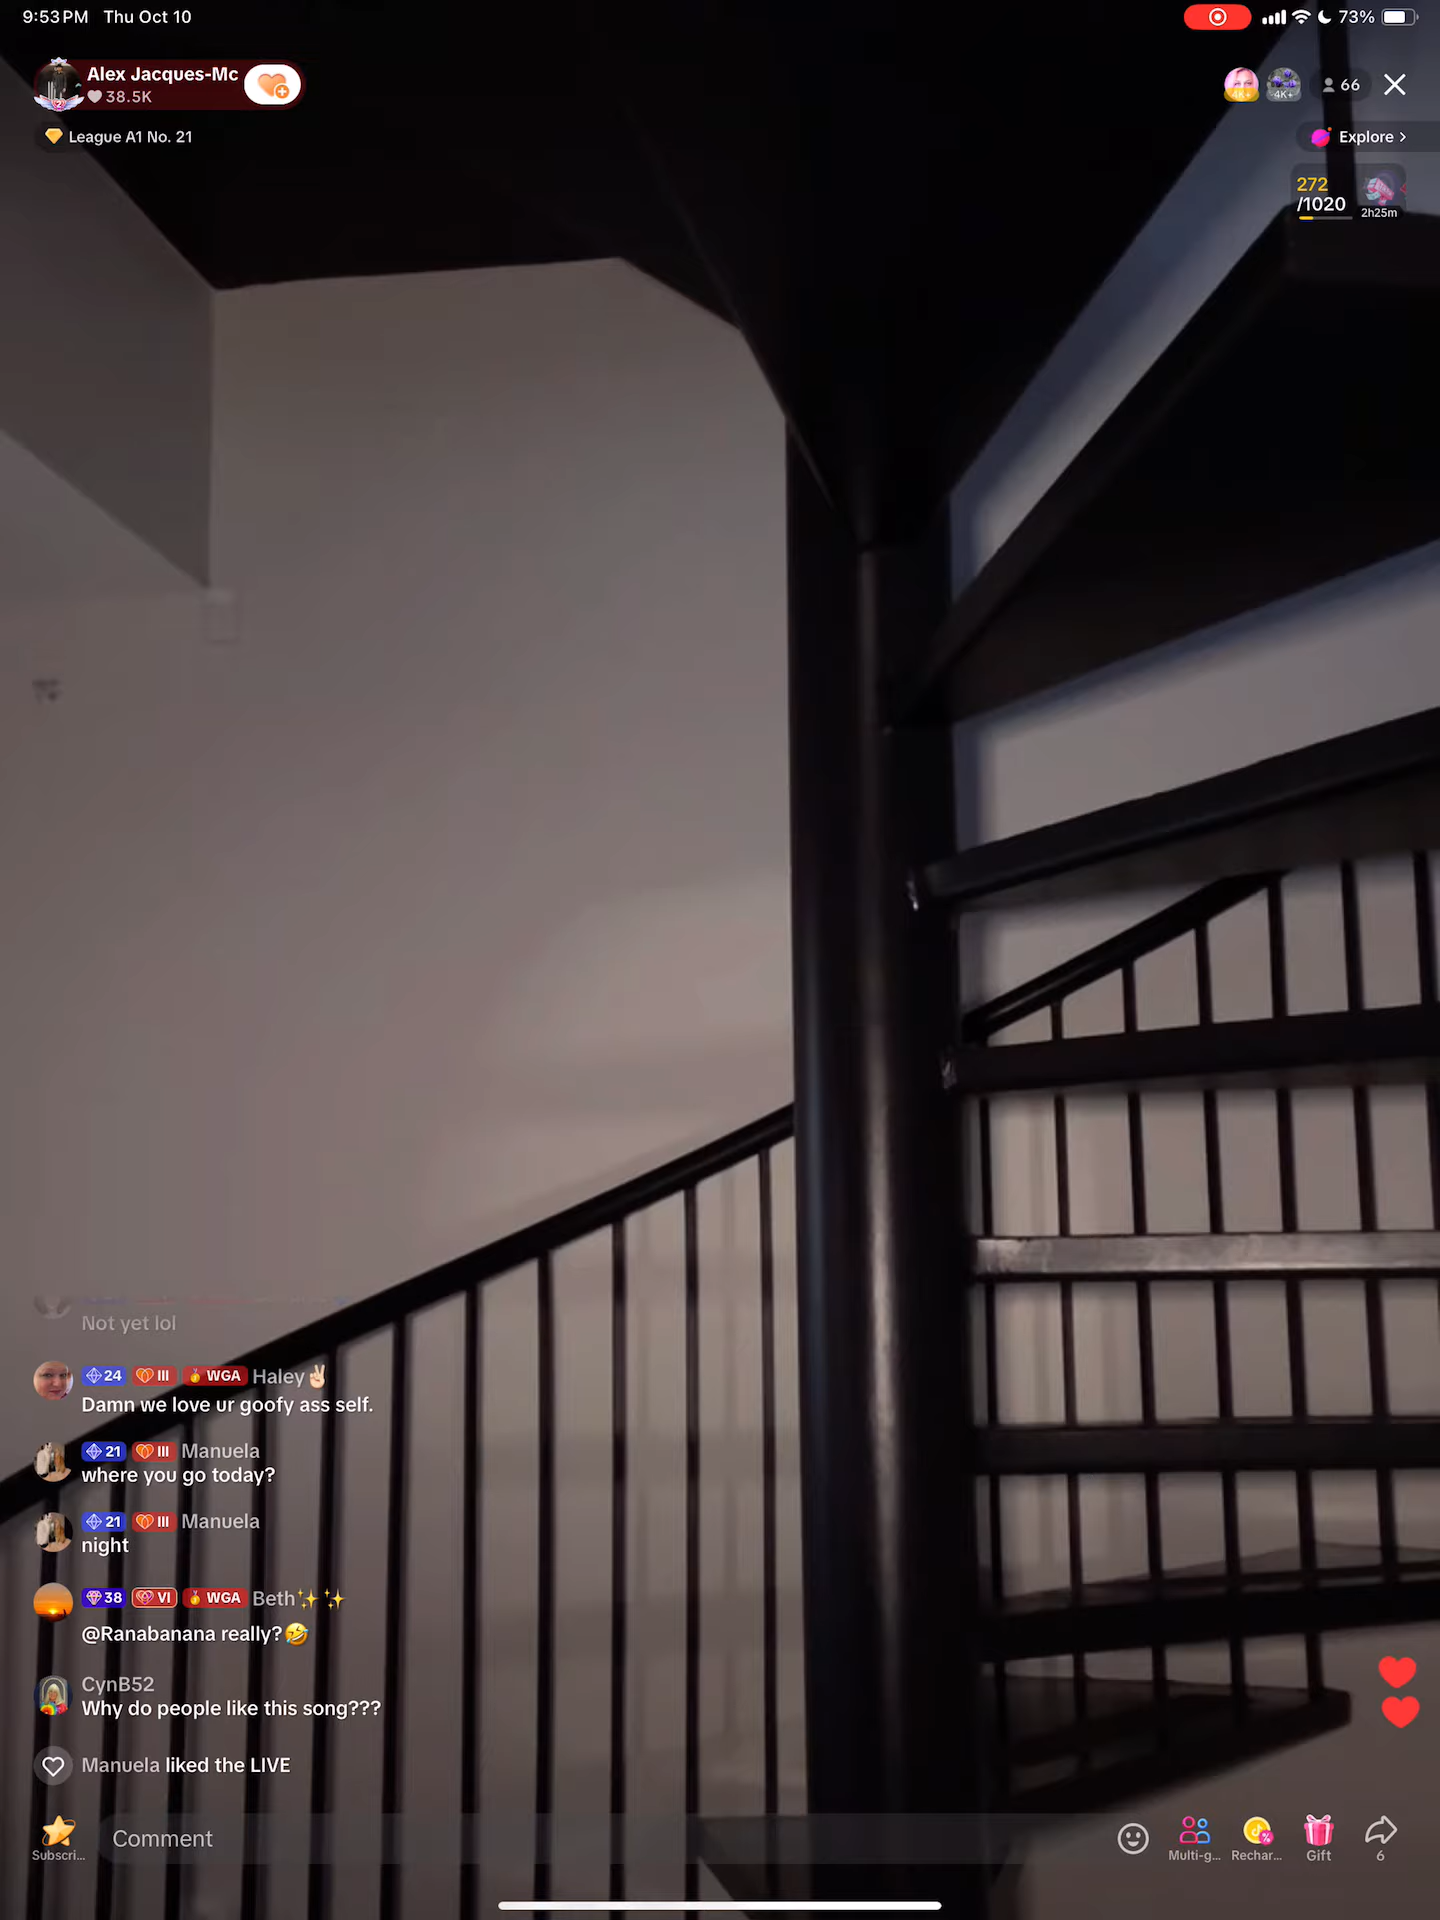 9:53 PM Thu Oct 10
73%
Alex Jacques-Mc
38.5K
4K+
4K+
66
League A1 No. 21
Explore >
272
/1020
2h25m
Not yet lol
24 III WGA Haley✌🏻
Damn we love ur goofy ass self.
21 III Manuela
where you go today?
21 III Manuela
night
38 VI WGA Beth✨✨
@Ranabanana really?🤣
CynB52
Why do people like this song???
Manuela liked the LIVE
Subscri...
Comment
Multi-g...
Rechar...
Gift
6